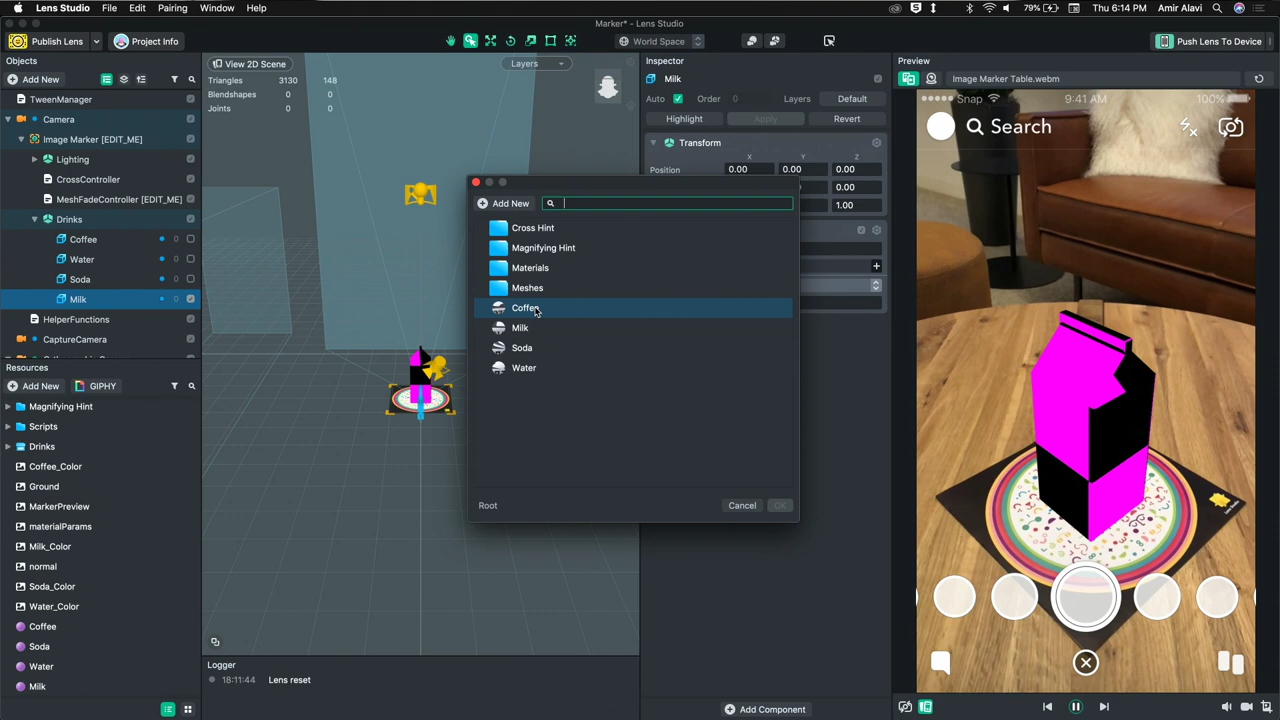 Lens Studio File Edit Pairing Window Help 79% Thu 6:14 PM Amir Alavi
Marker* - Lens Studio
Publish Lens Project Info World Space Push Lens To Device
Objects
Add New
TweenManager
Camera
Image Marker [EDIT_ME]
Lighting
CrossController
MeshFadeController [EDIT_ME]
Drinks
Coffee 0
Water 0
Soda 0
Milk 0
HelperFunctions
CaptureCamera
Resources
Add New GIPHY
Magnifying Hint
Scripts
Drinks
Coffee_Color
Ground
MarkerPreview
materialParams
Milk_Color
normal
Soda_Color
Water_Color
Coffee
Soda
Water
Milk
View 2D Scene Layers
Triangles 3130 148
Blendshapes 0 0
Joints 0 0
Logger
18:11:44 Lens reset
Add New
Cross Hint
Magnifying Hint
Materials
Meshes
Coffee
Milk
Soda
Water
Root Cancel OK
Inspector
Milk
Auto Order 0 Layers Default
Highlight Apply Revert
Transform
X Y Z
Position 0.00 0.00 0.00
0.00
1.00
Add Component
Preview
Image Marker Table.webm
Snap 9:41 AM 100%
Search
Lens Studio